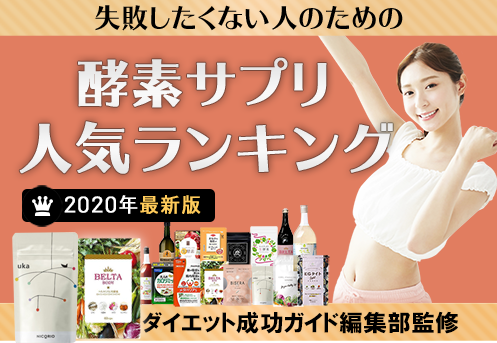 失敗したくない人のための
酵素サプリ
人気ランキング
2020年最新版
uka
HICORIO
BELTA
BODY
ダイエット成功ガイド編集部監修